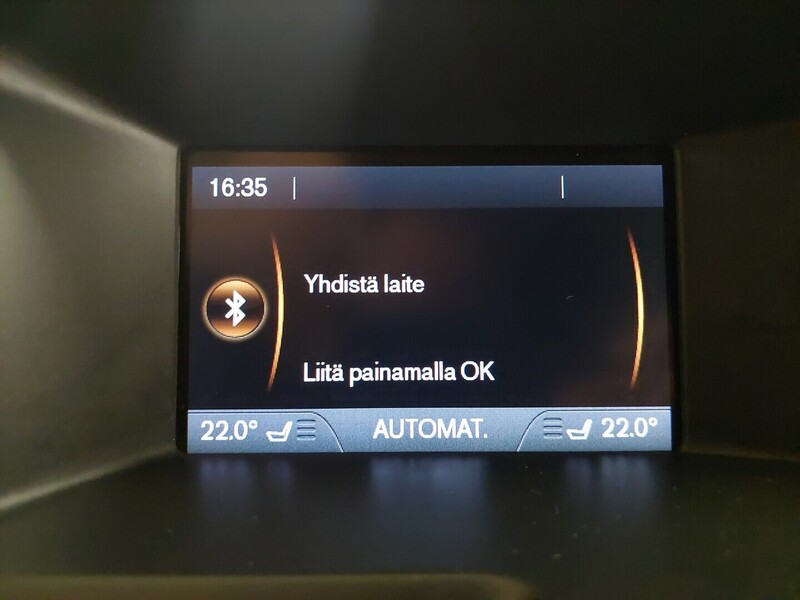 16:35
Yhdistä laite
Liitä painamalla OK
22.0° AUTOMAT. 22.0°